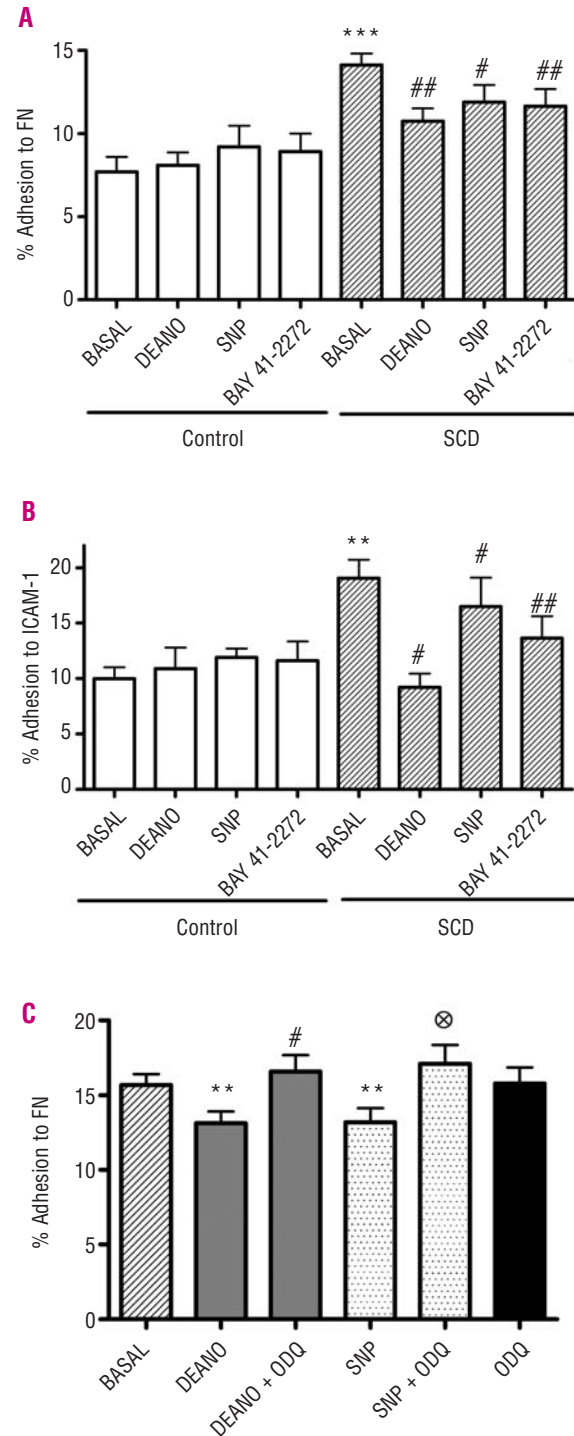 A
% Adhesion to FN
15
10
5
0
***
##
#
##
BASAL
DEANO
SNP
BAY 41-2272
BASAL
DEANO
SNP
BAY 41-2272
Control
SCD
B
% Adhesion to ICAM-1
20
15
10
5
0
**
#
#
##
BASAL
DEANO
SNP
BAY 41-2272
BASAL
DEANO
SNP
BAY 41-2272
Control
SCD
C
% Adhesion to FN
20
15
10
5
0
**
#
**
⊗
BASAL
DEANO
DEANO + ODQ
SNP
SNP + ODQ
ODQ